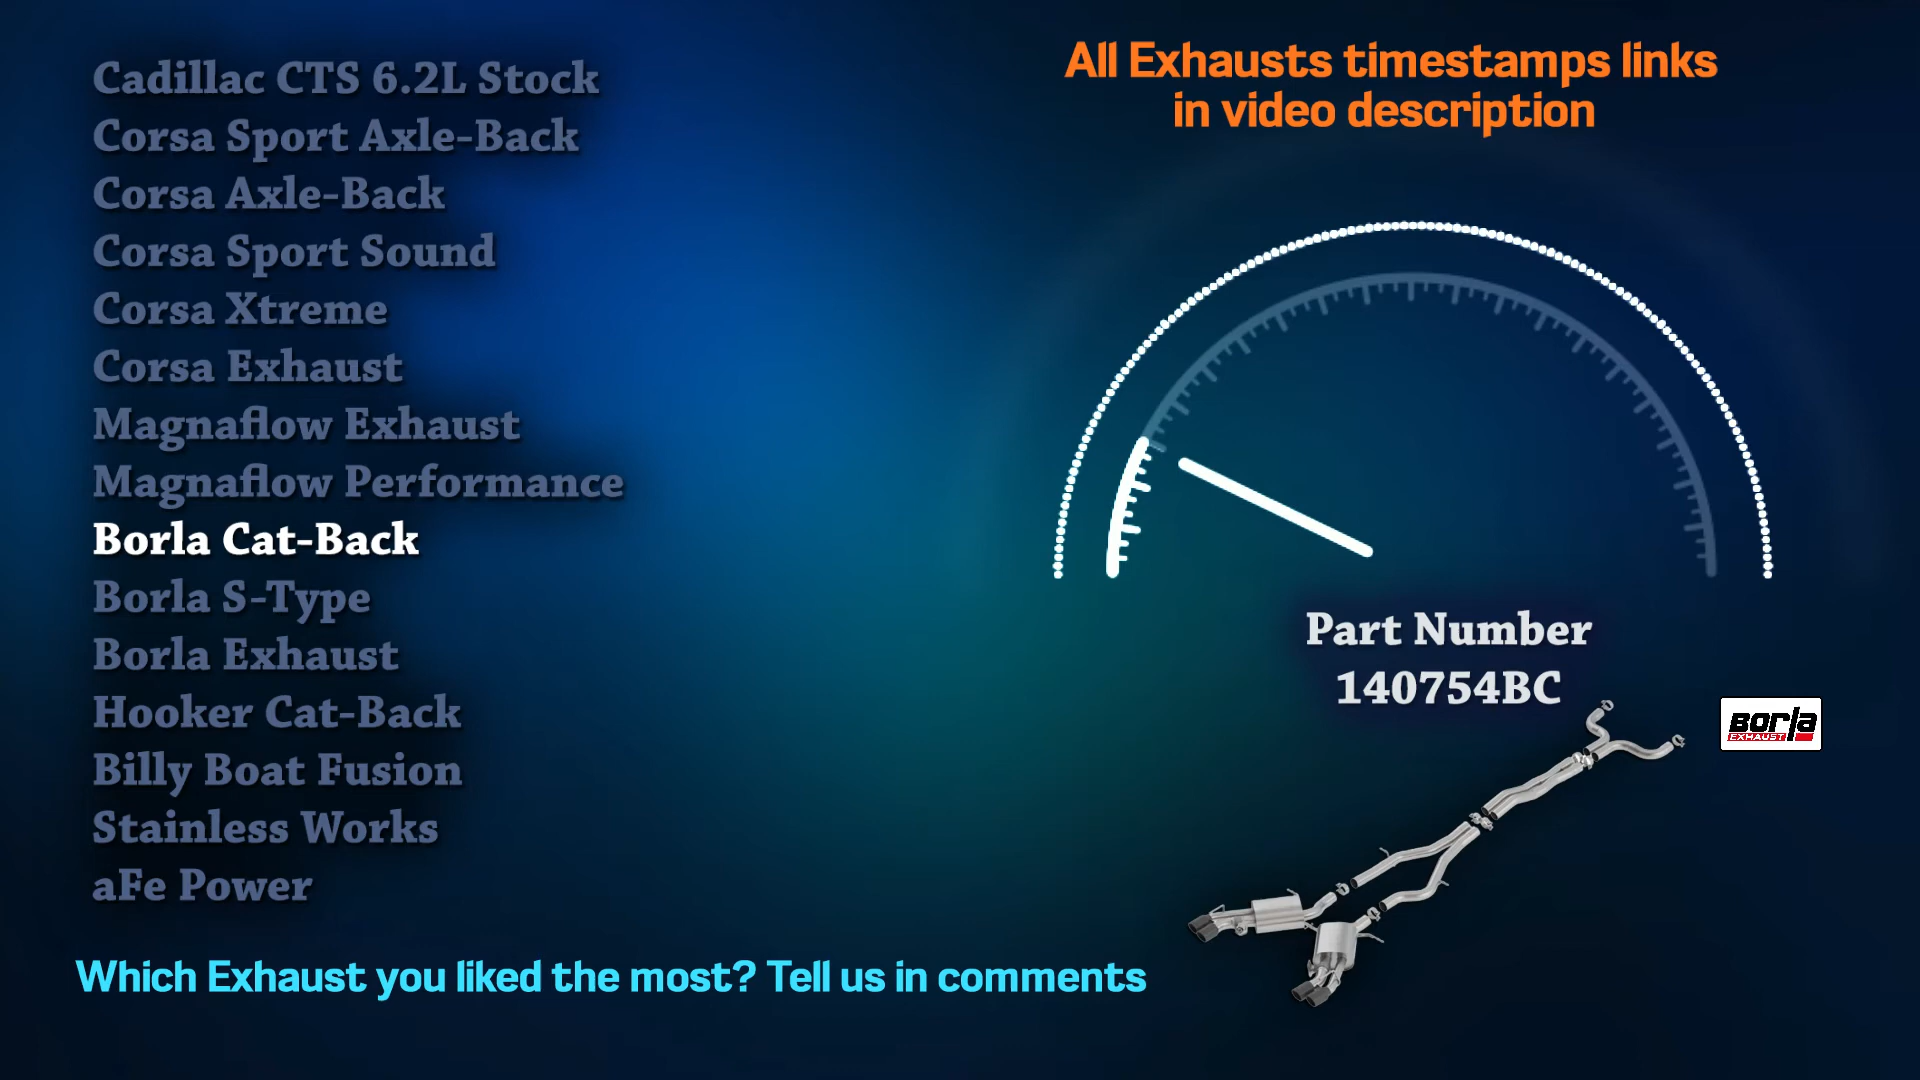 Cadillac CTS 6.2L Stock
Corsa Sport Axle-Back
Corsa Axle-Back
Corsa Sport Sound
Corsa Xtreme
Corsa Exhaust
Magnaflow Exhaust
Magnaflow Performance
Borla Cat-Back
Borla S-Type
Borla Exhaust
Hooker Cat-Back
Billy Boat Fusion
Stainless Works
aFe Power
Which Exhaust you liked the most? Tell us in comments
All Exhausts timestamps links
in video description
Part Number
140754BC
Borla
EXHAUST